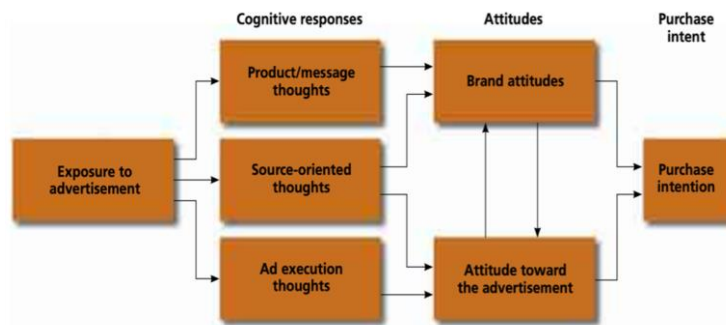 Cognitive responses
Attitudes
Purchase
intent
Product/message
thoughts
Brand attitudes
Exposure to
advertisement
Source-oriented
thoughts
Purchase
intention
Ad execution
thoughts
Attitude toward
the advertisement